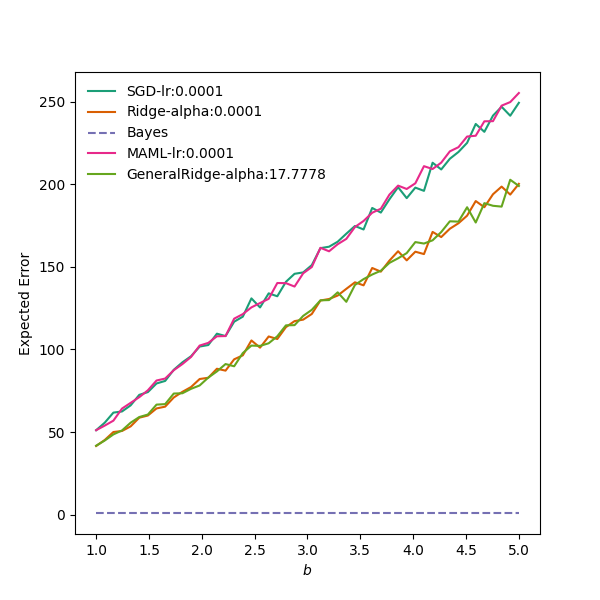 SGD-lr:0.0001
Ridge-alpha:0.0001
Bayes
MAML-lr:0.0001
GeneralRidge-alpha:17.7778
Expected Error
250
200
150
100
50
0
1.0 1.5 2.0 2.5 3.0 3.5 4.0 4.5 5.0
b